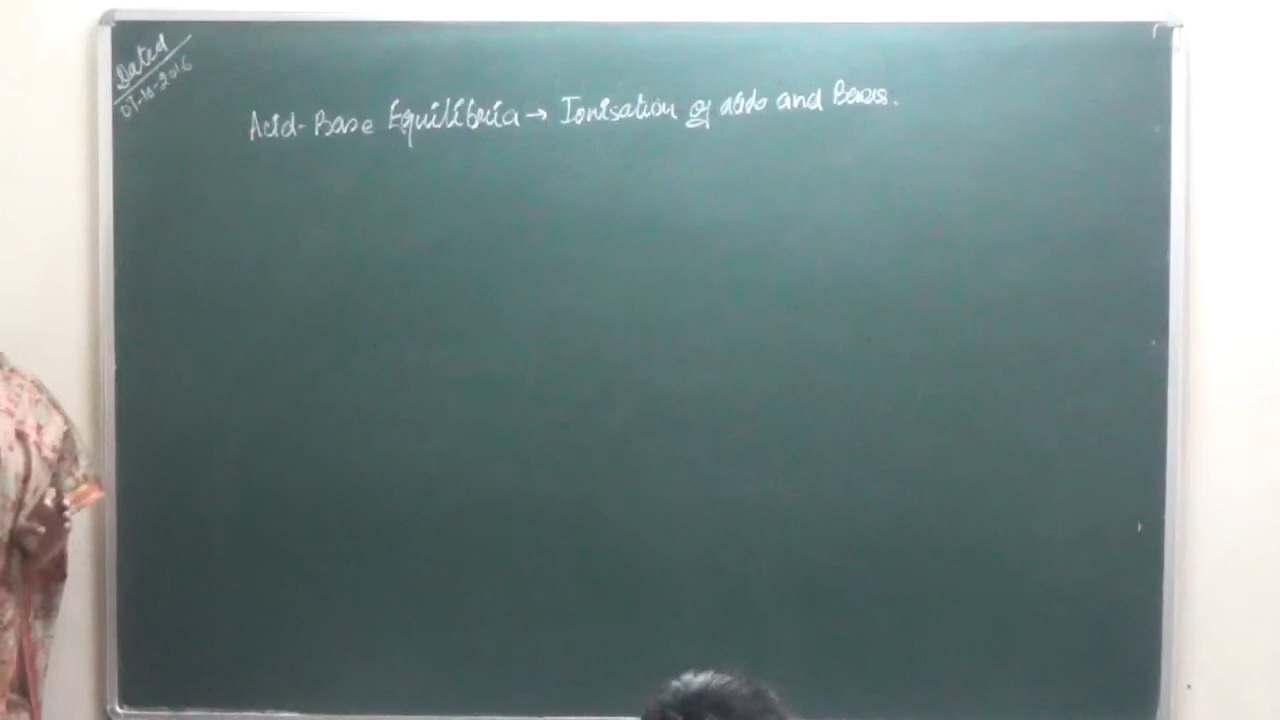 Dated
07-10-2016
Acid-Base Equilibria → Ionisation of acids and Bases.